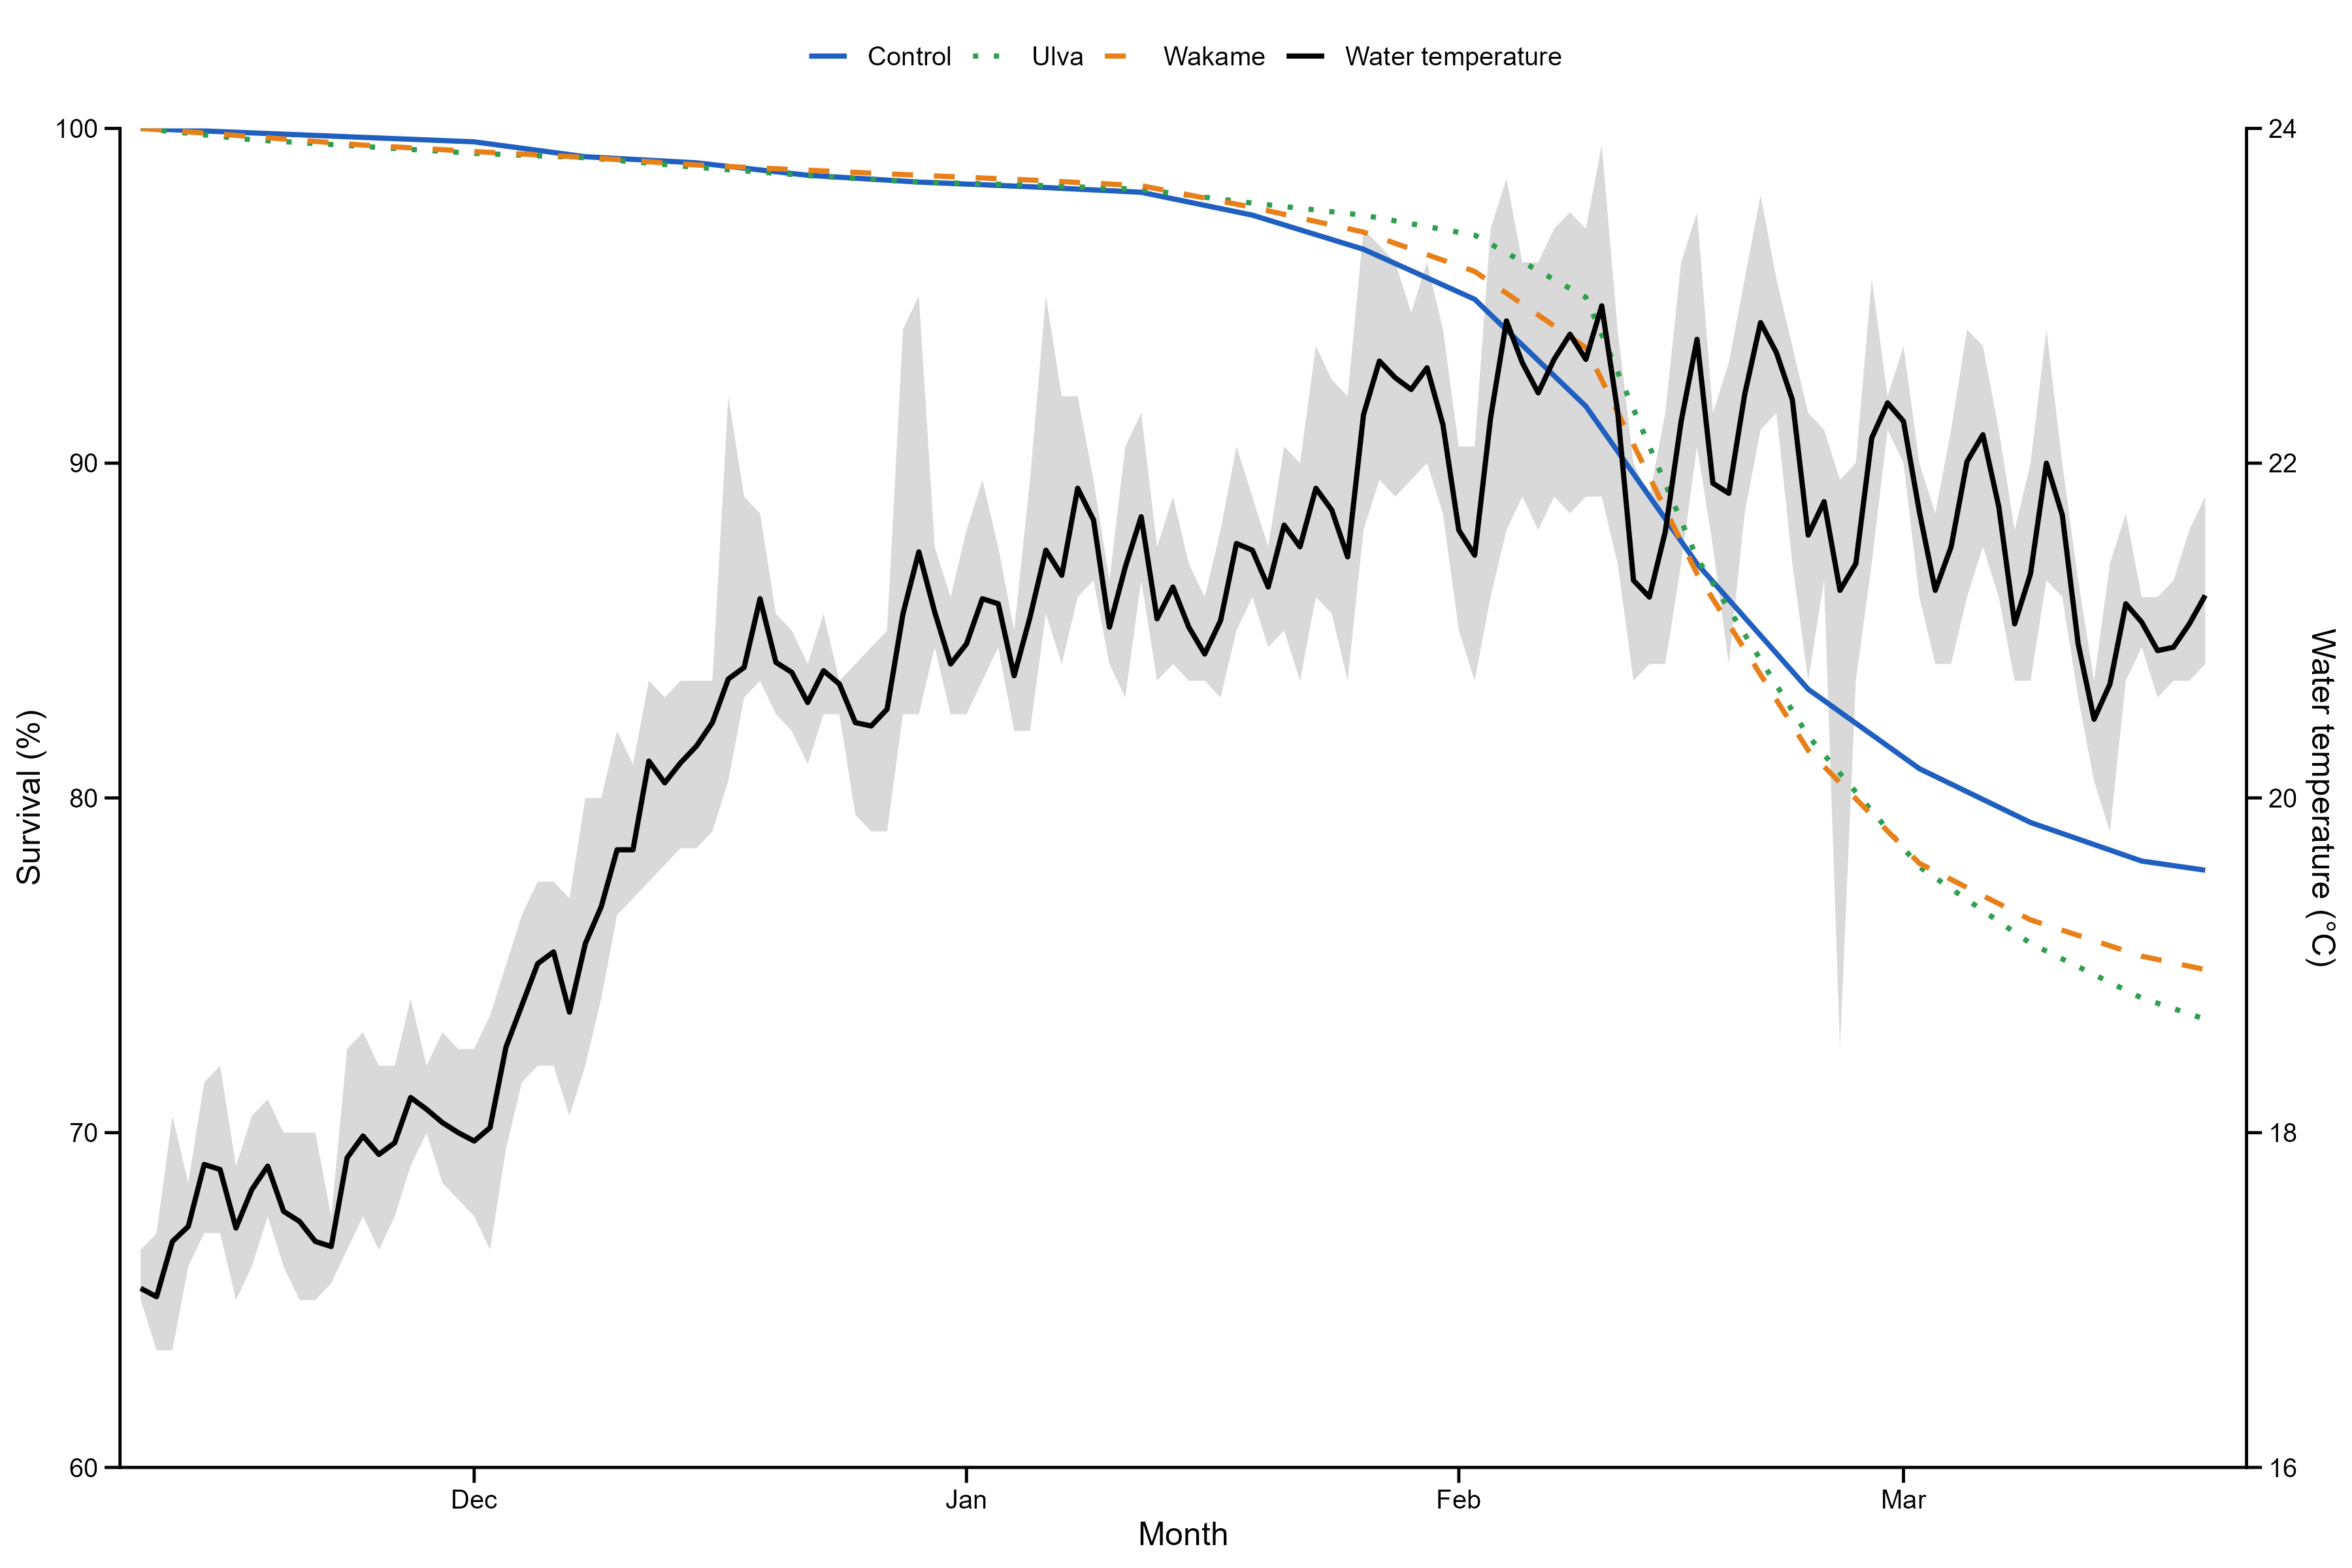 Control Ulva Wakame Water temperature
100
90
80
70
60
Survival (%)
24
22
20
18
16
Water temperature (°C)
Dec Jan Feb Mar
Month